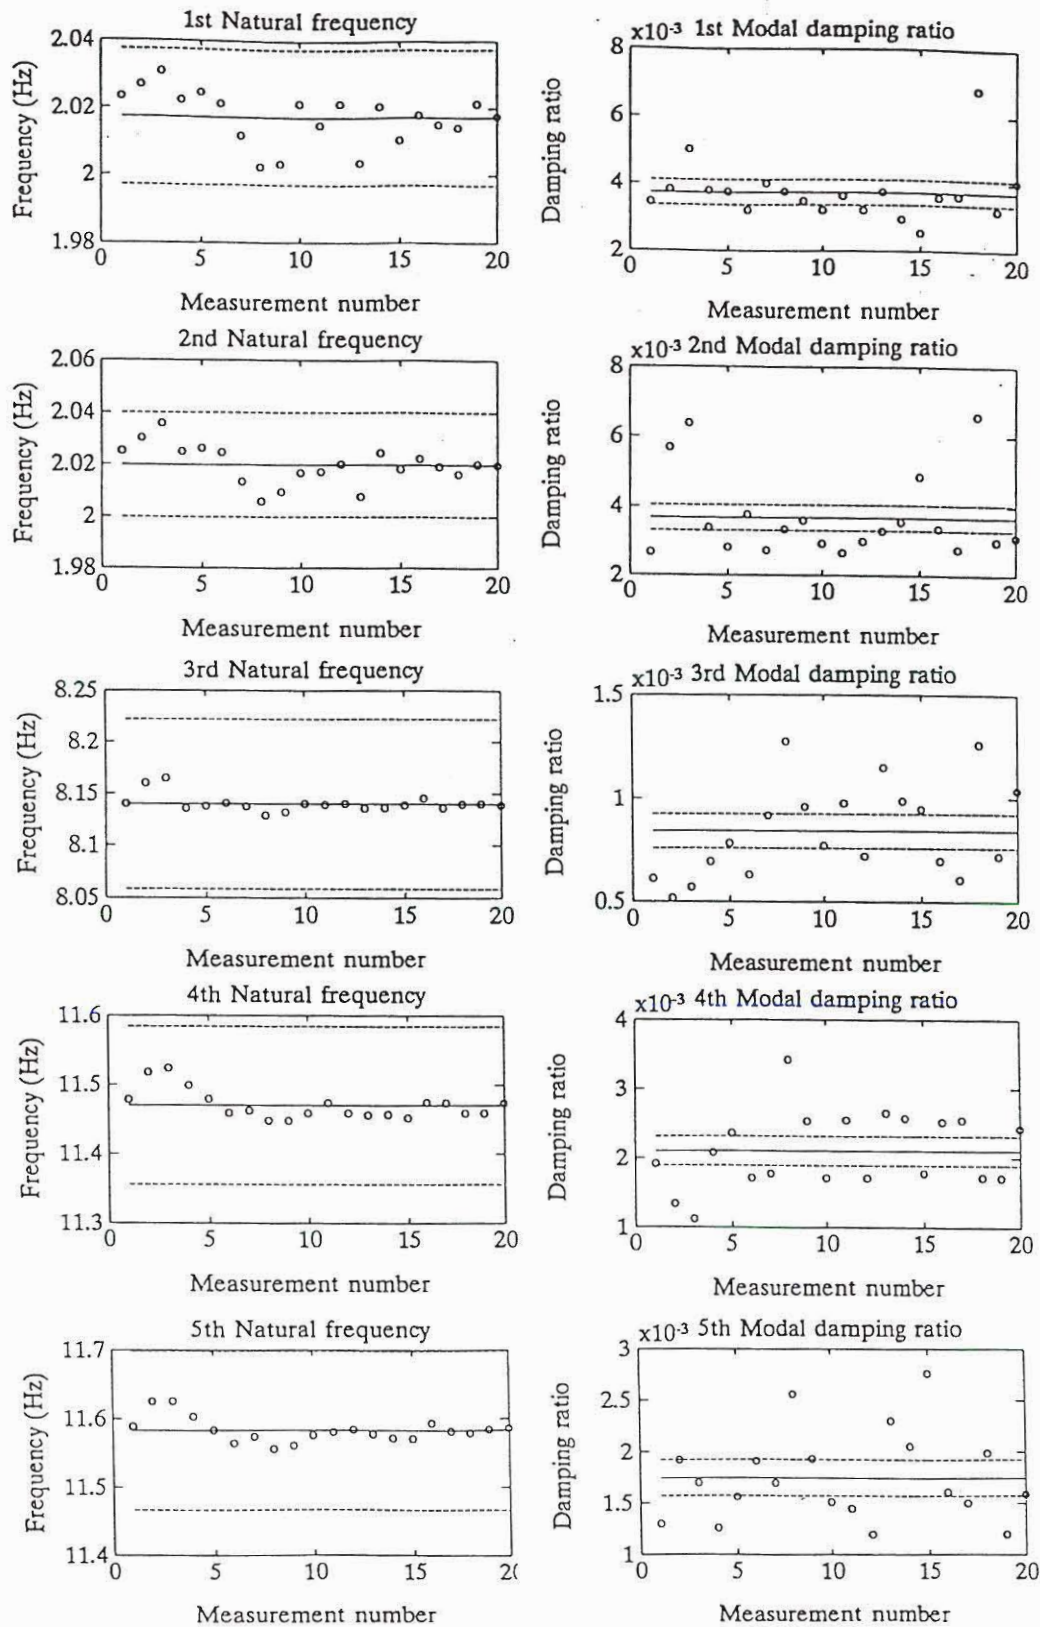 1st Natural frequency
2.04
2.02
2
1.98
Frequency (Hz)
0 5 10 15 20
Measurement number
x10-3 1st Modal damping ratio
8
6
4
2
Damping ratio
0 5 10 15 20
Measurement number
2nd Natural frequency
2.06
2.04
2.02
2
1.98
Frequency (Hz)
0 5 10 15 20
Measurement number
x10-3 2nd Modal damping ratio
8
6
4
2
Damping ratio
0 5 10 15 20
Measurement number
3rd Natural frequency
8.25
8.2
8.15
8.1
8.05
Frequency (Hz)
0 5 10 15 20
Measurement number
x10-3 3rd Modal damping ratio
1.5
1
0.5
Damping ratio
0 5 10 15 20
Measurement number
4th Natural frequency
11.6
11.5
11.4
11.3
Frequency (Hz)
0 5 10 15 20
Measurement number
x10-3 4th Modal damping ratio
4
3
2
1
Damping ratio
0 5 10 15 20
Measurement number
5th Natural frequency
11.7
11.6
11.5
11.4
Frequency (Hz)
0 5 10 15 20
Measurement number
x10-3 5th Modal damping ratio
3
2.5
2
1.5
1
Damping ratio
0 5 10 15 20
Measurement number